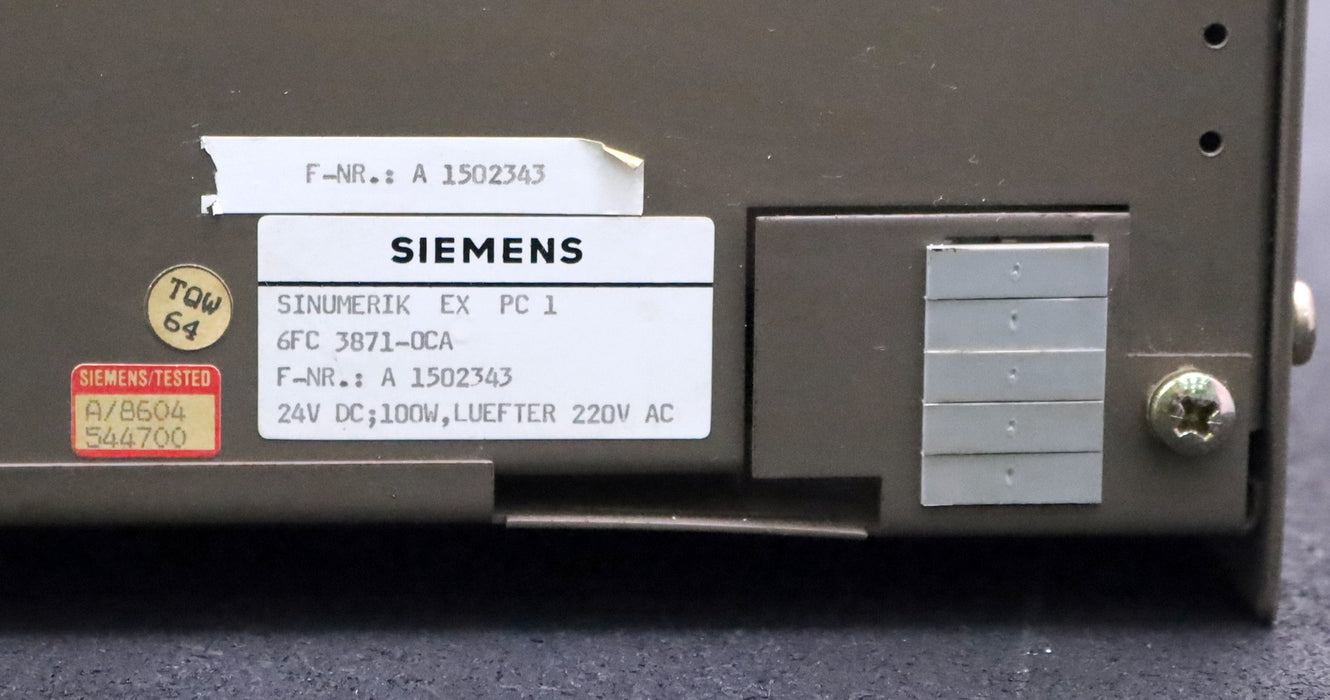 F-NR.: A 1502343
SIEMENS
SINUMERIK EX PC 1
6FC 3871-0CA
F-NR.: A 1502343
24V DC;100W,LUEFTER 220V AC
TQW
64
SIEMENS/TESTED
A/8604
544700